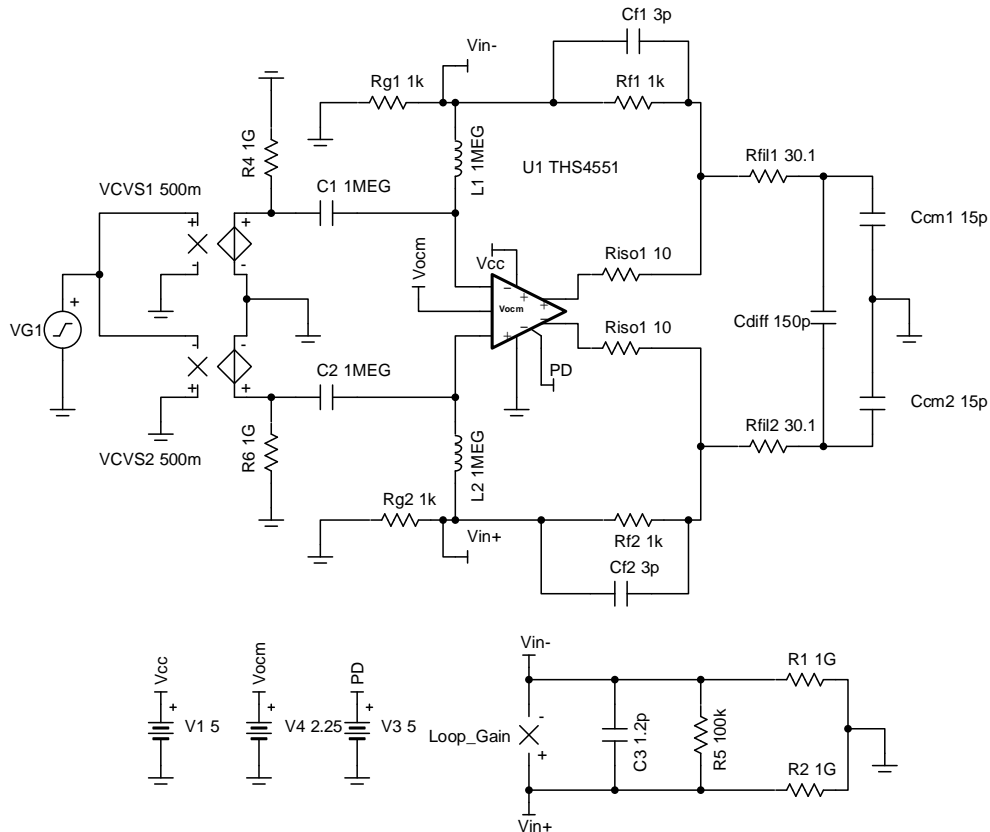 Cf1 3p
Vin-
Rg1 1k
Rf1 1k
R4 1G
L1 1MEG
U1 THS4551
Rfil1 30.1
VCVS1 500m
C1 1MEG
+
+
Ccm1 15p
-
-
Vocm
Vcc
Riso1 10
+
VG1
−
+
+
Vocm
Cdiff 150p
-
-
+
−
−
Riso1 10
PD
+
+
C2 1MEG
Ccm2 15p
Rfil2 30.1
VCVS2 500m
R6 1G
L2 1MEG
Rg2 1k
Vin+
Rf2 1k
Cf2 3p
Vcc
+
V1 5
Vocm
+
V4 2.25
PD
+
V3 5
Vin-
R1 1G
-
Loop_Gain
+
C3 1.2p
R5 100k
R2 1G
Vin+